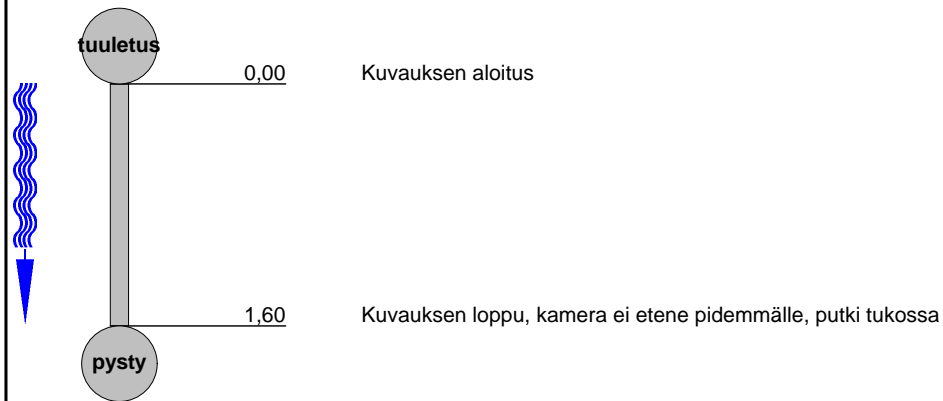 tuuletus
0,00 Kuvauksen aloitus
1,60 Kuvauksen loppu, kamera ei etene pidemmälle, putki tukossa
pysty